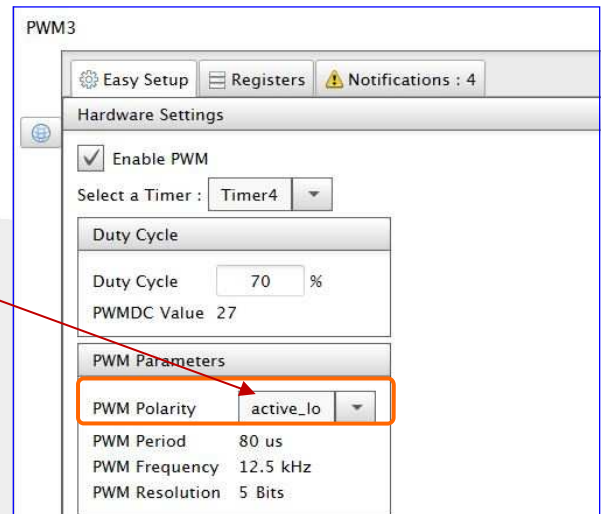 PWM3
Easy Setup Registers Notifications : 4
Hardware Settings
Enable PWM
Select a Timer : Timer4
Duty Cycle
Duty Cycle 70 %
PWMDC Value 27
PWM Parameters
PWM Polarity active_lo
PWM Period 80 us
PWM Frequency 12.5 kHz
PWM Resolution 5 Bits